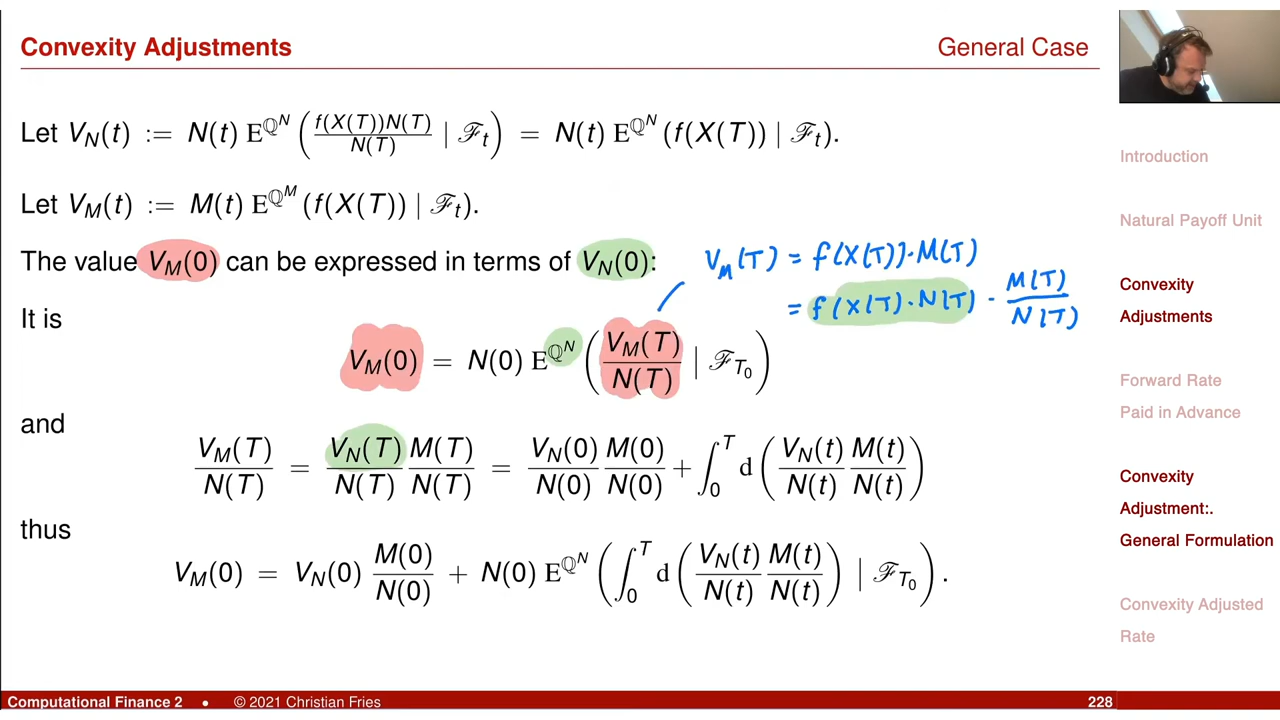 Convexity Adjustments
General Case
Let V_N(t) := N(t) E^{ℚ^N} ( f(X(T))N(T) / N(T) | ℱ_t ) = N(t) E^{ℚ^N} (f(X(T)) | ℱ_t).
Let V_M(t) := M(t) E^{ℚ^M} (f(X(T)) | ℱ_t).
The value V_M(0) can be expressed in terms of V_N(0):
V_M(T) = f(X(T))·M(T)
= f(X(T)·N(T) · M(T)/N(T)
It is
V_M(0) = N(0) E^{ℚ^N} ( V_M(T)/N(T) | ℱ_{T_0} )
and
V_M(T)/N(T) = V_N(T)/N(T) M(T)/N(T) = V_N(0)/N(0) M(0)/N(0) + ∫_0^T d( V_N(t)/N(t) M(t)/N(t) )
thus
V_M(0) = V_N(0) M(0)/N(0) + N(0) E^{ℚ^N} ( ∫_0^T d( V_N(t)/N(t) M(t)/N(t) ) | ℱ_{T_0} ).
Introduction
Natural Payoff Unit
Convexity
Adjustments
Forward Rate
Paid in Advance
Convexity
Adjustment:.
General Formulation
Convexity Adjusted
Rate
Computational Finance 2 • © 2021 Christian Fries
228